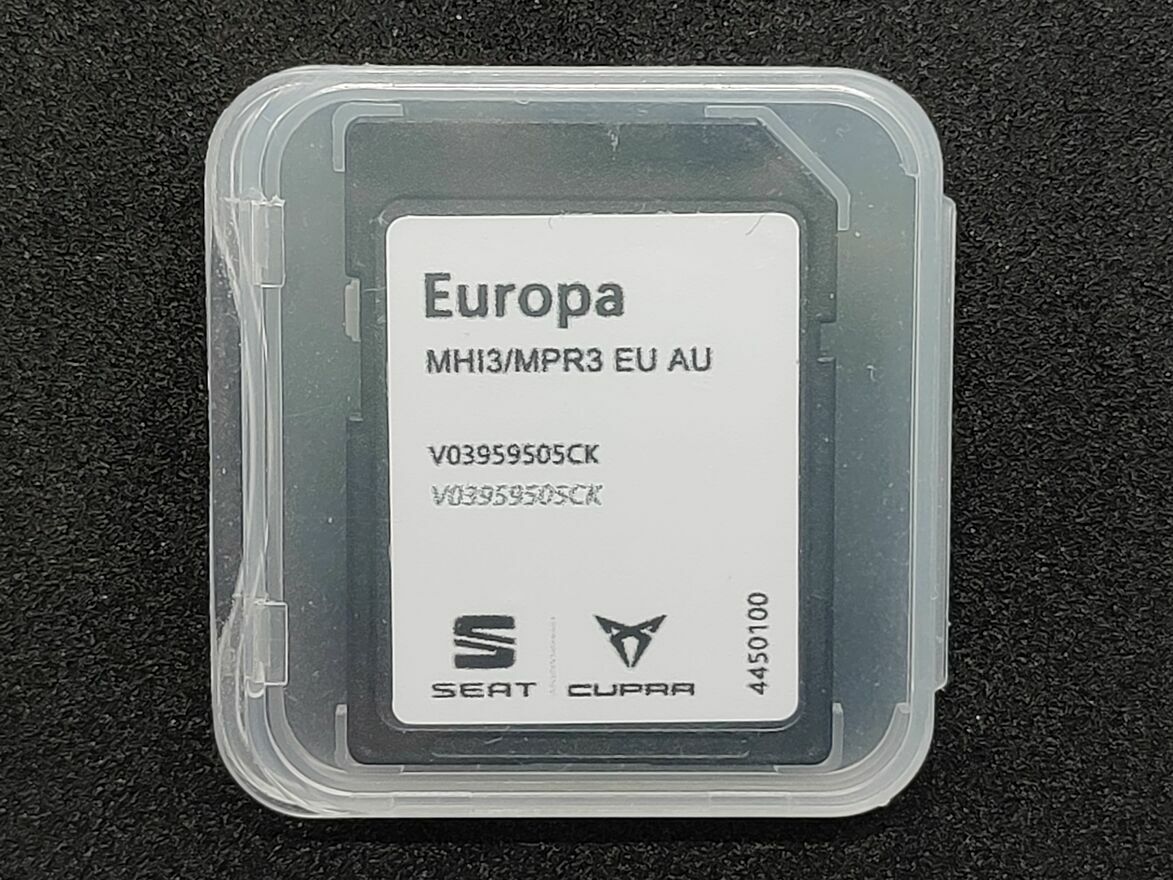 Europa
MHI3/MPR3 EU AU
V03959505CK
V03959505CK
SEAT
CUPRA
4450100